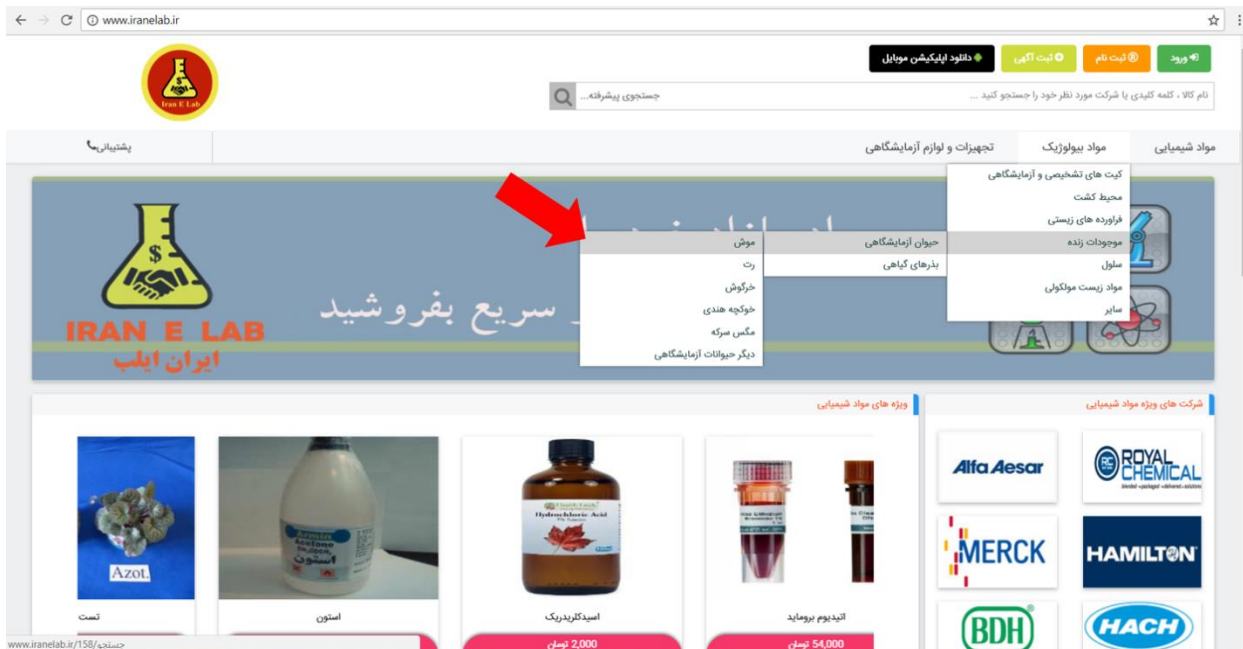 www.iranelab.ir
ورود
ثبت نام
ثبت آگهی
دانلود اپلیکیشن موبایل
Iran E Lab
نام کالا ، کلمه کلیدی یا شرکت مورد نظر خود را جستجو کنید ...
جستجوی پیشرفته...
مواد شیمیایی
مواد بیولوژیک
تجهیزات و لوازم آزمایشگاهی
پشتیبانی
کیت های تشخیصی و آزمایشگاهی
محیط کشت
فراورده های زیستی
موجودات زنده
سلول
مواد زیست مولکولی
سایر
حیوان آزمایشگاهی
بذرهای گیاهی
موش
رت
خرگوش
خوکچه هندی
مگس سرکه
دیگر حیوانات آزمایشگاهی
سریع بفروشید
IRAN E LAB
ایران ایلب
شرکت های ویژه مواد شیمیایی
ویژه های مواد شیمیایی
Alfa Aesar
ROYAL CHEMICAL
MERCK
HAMILTON
BDH
HACH
Hydrochloric Acid
Armin
Acetone
استون
Azot.
اتیدیوم بروماید
اسیدکلریدریک
استون
تست
54,000 تومان
2,000 تومان
www.iranelab.ir/158/جستجو